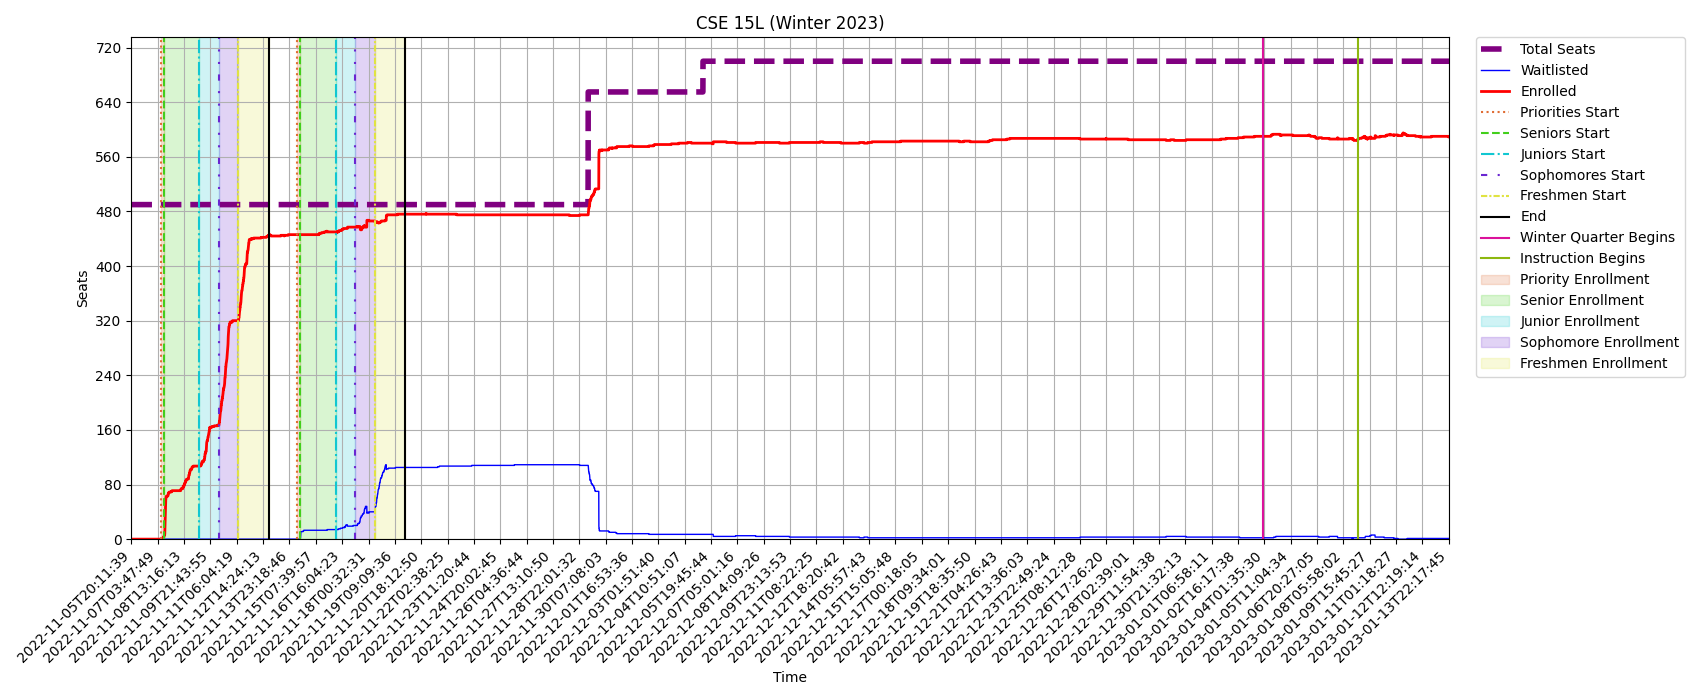 CSE 15L (Winter 2023)
720
640
560
480
400
320
240
160
80
0
Seats
2022-11-05T20:11:39
2022-11-07T03:47:49
2022-11-08T13:16:13
2022-11-09T21:43:55
2022-11-11T06:04:19
2022-11-12T14:24:13
2022-11-13T23:18:46
2022-11-15T07:39:57
2022-11-16T16:04:23
2022-11-18T00:32:31
2022-11-19T09:09:36
2022-11-20T18:12:50
2022-11-22T02:38:25
2022-11-23T11:20:44
2022-11-24T20:02:45
2022-11-26T04:36:44
2022-11-27T13:10:50
2022-11-28T22:01:32
2022-11-30T07:08:03
2022-12-01T16:53:36
2022-12-03T01:51:40
2022-12-04T10:51:07
2022-12-05T19:45:44
2022-12-07T05:01:16
2022-12-08T14:09:26
2022-12-09T23:13:53
2022-12-11T08:22:25
2022-12-12T18:20:42
2022-12-14T05:57:43
2022-12-15T15:05:48
2022-12-17T00:18:05
2022-12-18T09:34:01
2022-12-19T18:35:50
2022-12-21T04:26:43
2022-12-22T13:36:03
2022-12-23T22:49:24
2022-12-25T08:12:28
2022-12-26T17:26:20
2022-12-28T02:39:01
2022-12-29T11:54:38
2022-12-30T21:32:13
2023-01-01T06:58:11
2023-01-02T16:17:38
2023-01-04T01:35:30
2023-01-05T11:04:34
2023-01-06T20:27:05
2023-01-08T05:58:02
2023-01-09T15:45:27
2023-01-11T01:18:27
2023-01-12T12:19:14
2023-01-13T22:17:45
Time
Total Seats
Waitlisted
Enrolled
Priorities Start
Seniors Start
Juniors Start
Sophomores Start
Freshmen Start
End
Winter Quarter Begins
Instruction Begins
Priority Enrollment
Senior Enrollment
Junior Enrollment
Sophomore Enrollment
Freshmen Enrollment